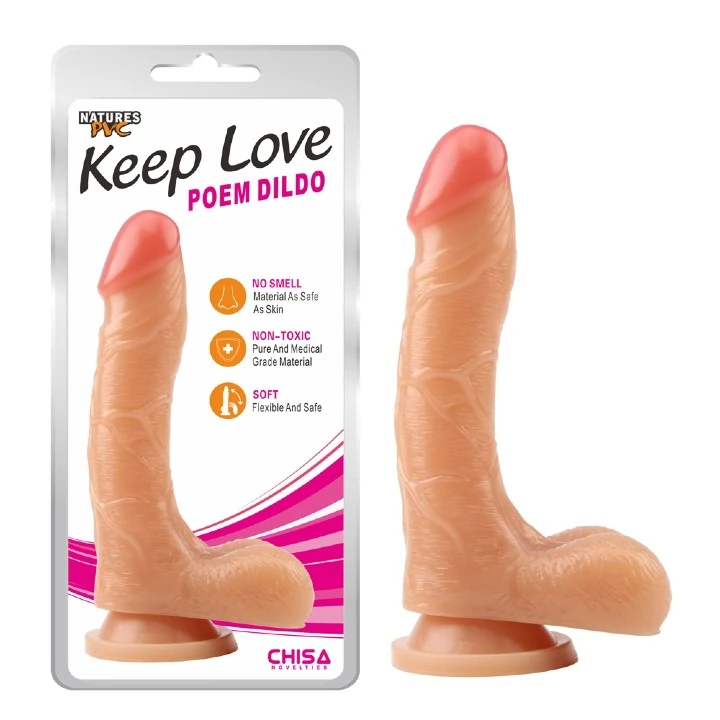 NATURES
PVC
Keep Love
POEM DILDO
NO SMELL
Material As Safe
As Skin
NON-TOXIC
Pure And Medical
Grade Material
SOFT
Flexible And Safe
CHISA
NOVELTIES